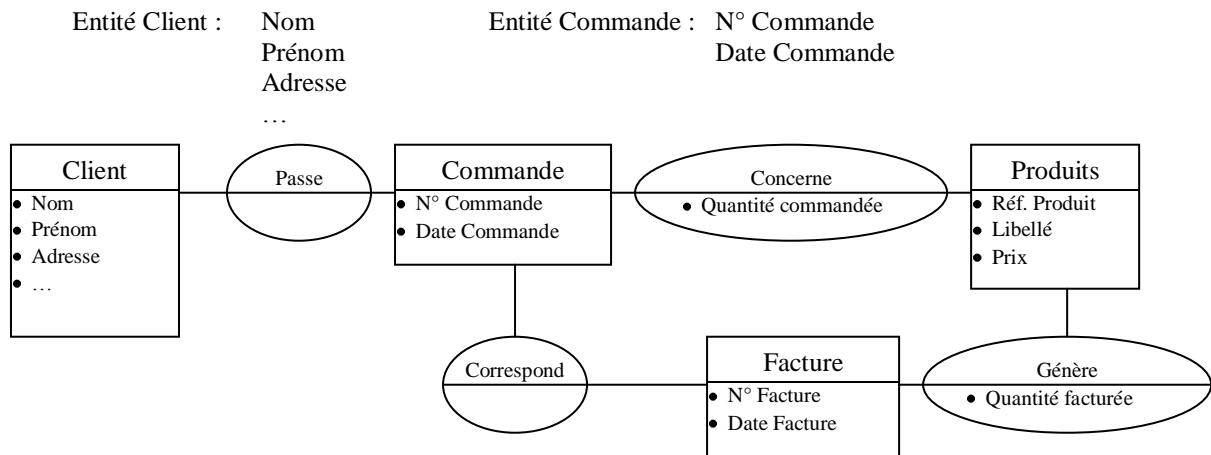 Entité Client : Nom
Prénom
Adresse
…
Entité Commande : N° Commande
Date Commande
Client
• Nom
• Prénom
• Adresse
• …
Passe
Commande
• N° Commande
• Date Commande
Concerne
• Quantité commandée
Produits
• Réf. Produit
• Libellé
• Prix
Correspond
Facture
• N° Facture
• Date Facture
Génère
• Quantité facturée